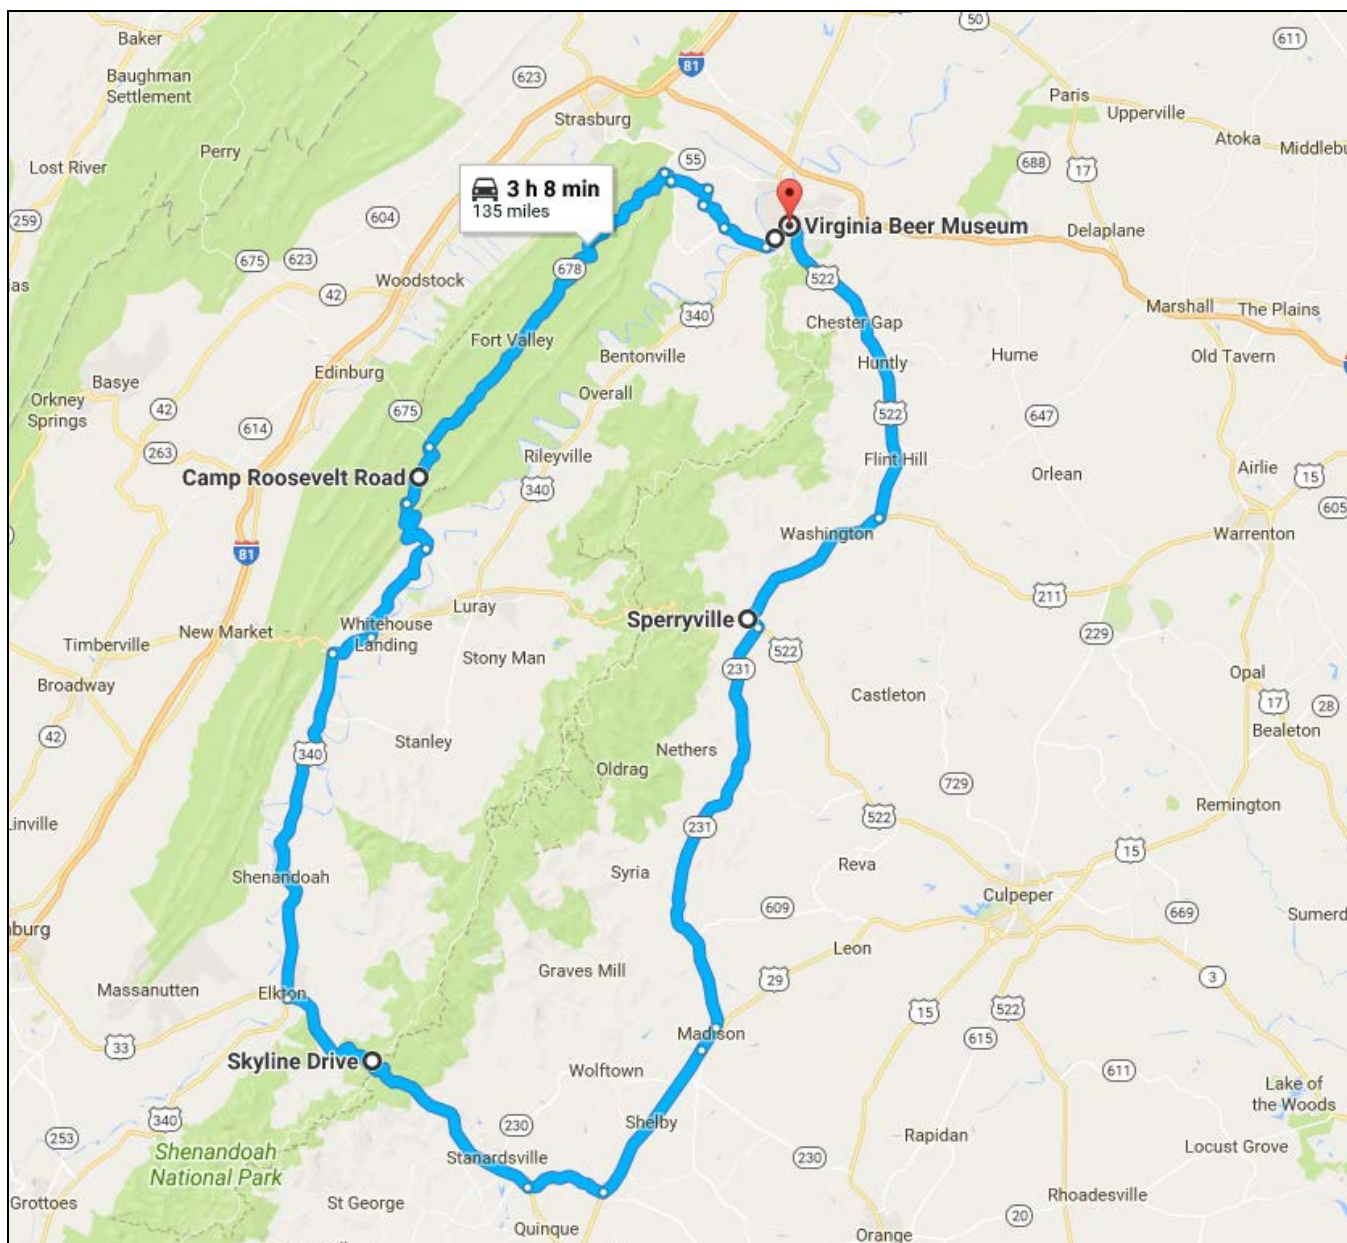 50
611
Baker
81
Baughman
Settlement
623
Paris
Upperville
Strasburg
Atoka
Middlebu
Perry
55
Lost River
688
17
3 h 8 min
135 miles
259
604
Virginia Beer Museum
Delaplane
675
623
678
Woodstock
522
as
42
Marshall
The Plains
340
Chester Gap
Fort Valley
Bentonville
Huntly
Hume
Old Tavern
Edinburg
Basye
Overall
Orkney
Springs
42
675
522
647
614
263
Rileyville
Flint Hill
Airlie
Orlean
15
Camp Roosevelt Road
340
605
Washington
Warrenton
81
211
Luray
Sperryville
Whitehouse
Landing
New Market
229
Timberville
522
Stony Man
231
Opal
Broadway
Castleton
17
28
42
Stanley
Bealeton
340
Nethers
Oldrag
729
Remington
Linville
231
522
15
Reva
Syria
Shenandoah
Culpeper
609
669
Sumerd
nburg
Leon
Graves Mill
29
3
Massanutten
Elkton
15
522
Madison
33
615
Skyline Drive
Wolftown
611
Lake of
the Woods
340
Shelby
230
253
Rapidan
Locust Grove
Shenandoah
National Park
Stanardsville
230
Grottoes
St George
Rhoadesville
20
Quinque
Orange